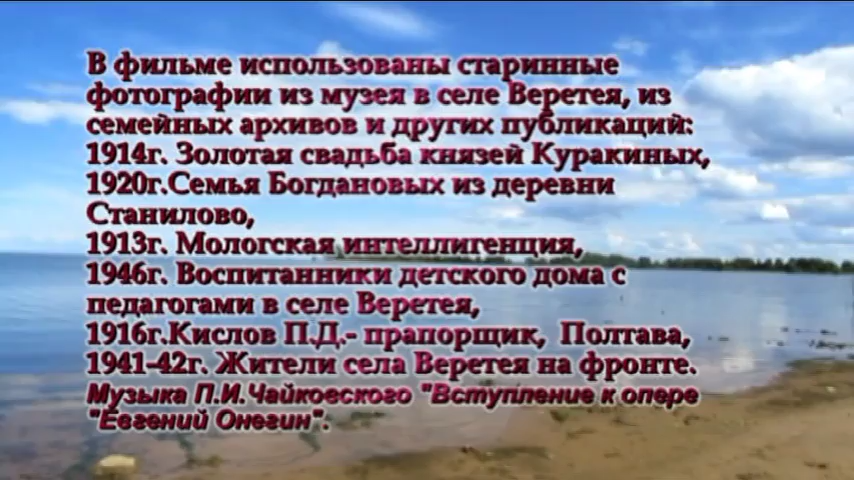 В фильме использованы старинные
фотографии из музея в селе Веретея, из
семейных архивов и других публикаций:
1914г. Золотая свадьба князей Куракиных,
1920г.Семья Богдановых из деревни
Станилово,
1913г. Мологская интеллигенция,
1946г. Воспитанники детского дома с
педагогами в селе Веретея,
1916г.Кислов П.Д.- прапорщик, Полтава,
1941-42г. Жители села Веретея на фронте.
Музыка П.И.Чайковского "Вступление к опере
"Евгений Онегин".